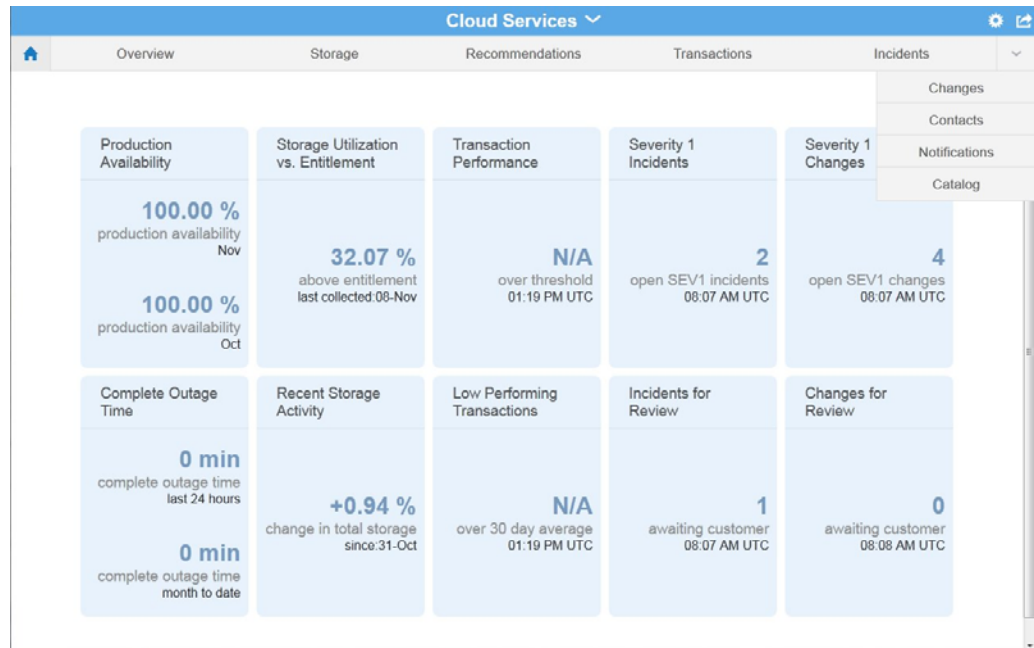 Cloud Services
Overview
Storage
Recommendations
Transactions
Incidents
Changes
Contacts
Notifications
Catalog
Production
Availability
100.00 %
production availability
Nov
100.00 %
production availability
Oct
Storage Utilization
vs. Entitlement
32.07 %
above entitlement
last collected:08-Nov
Transaction
Performance
N/A
over threshold
01:19 PM UTC
Severity 1
Incidents
2
open SEV1 incidents
08:07 AM UTC
Severity 1
Changes
4
open SEV1 changes
08:07 AM UTC
Complete Outage
Time
0 min
complete outage time
last 24 hours
0 min
complete outage time
month to date
Recent Storage
Activity
+0.94 %
change in total storage
since:31-Oct
Low Performing
Transactions
N/A
over 30 day average
01:19 PM UTC
Incidents for
Review
1
awaiting customer
08:07 AM UTC
Changes for
Review
0
awaiting customer
08:08 AM UTC